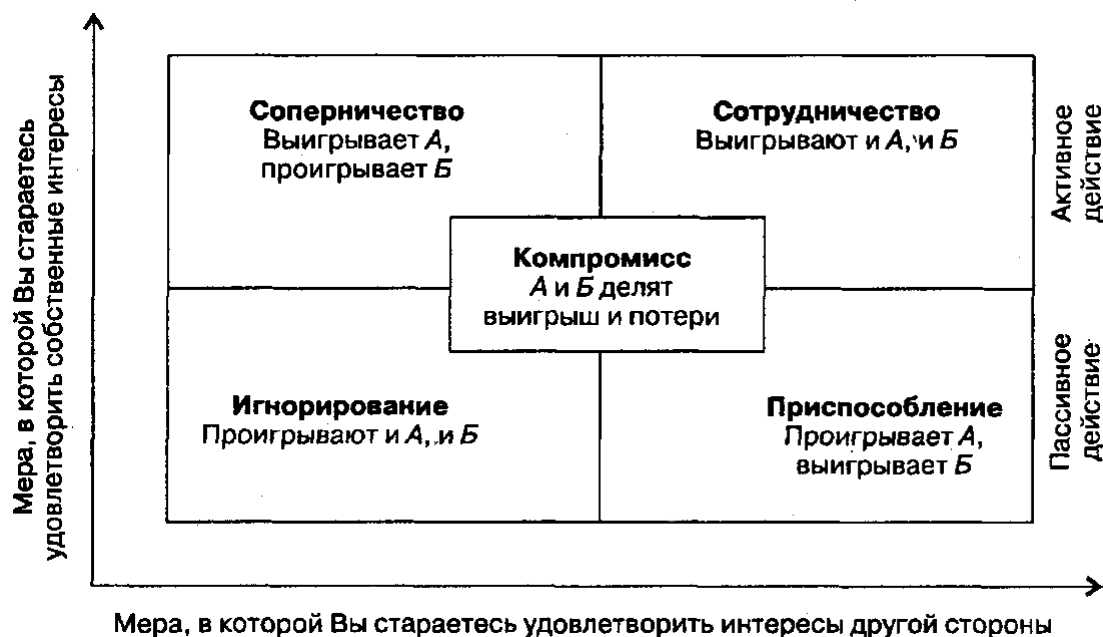 Мера, в которой Вы стараетесь
удовлетворить собственные интересы
Соперничество
Выигрывает А,
проигрывает Б
Сотрудничество
Выигрывают и А, и Б
Активное
действие
Компромисс
А и Б делят
выигрыш и потери
Игнорирование
Проигрывают и А, и Б
Приспособление
Проигрывает А,
выигрывает Б
Пассивное
действие
Мера, в которой Вы стараетесь удовлетворить интересы другой стороны